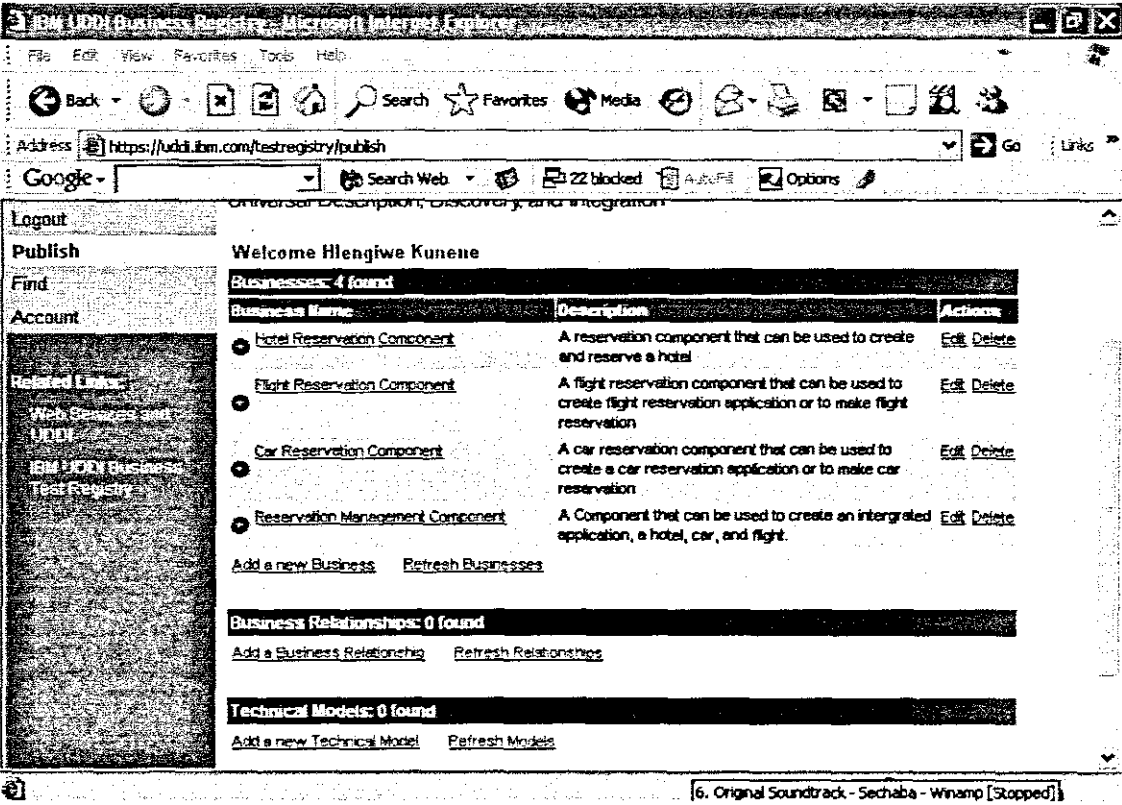 IBM UDDI Business Registry - Microsoft Internet Explorer
File Edit View Favorites Tools Help
Back Search Favorites Media
Address https://uddi.ibm.com/testregistry/publish Go Links
Google Search Web 22 blocked AutoFill Options
Universal Description, Discovery, and Integration
Logout
Publish
Find
Account
Related Links:
Web Services and
UDDI
IBM UDDI Business
Test Registry
Welcome Hlengiwe Kunene
Businesses: 4 found
Business Name Description Actions
Hotel Reservation Component A reservation component that can be used to create Edit Delete
and reserve a hotel
Flight Reservation Component A flight reservation component that can be used to Edit Delete
create flight reservation application or to make flight
reservation
Car Reservation Component A car reservation component that can be used to Edit Delete
create a car reservation application or to make car
reservation
Reservation Management Component A Component that can be used to create an intergrated Edit Delete
application, a hotel, car, and flight.
Add a new Business Refresh Businesses
Business Relationships: 0 found
Add a Business Relationship Refresh Relationships
Technical Models: 0 found
Add a new Technical Model Refresh Models
6. Original Soundtrack - Sechaba - Winamp [Stopped]